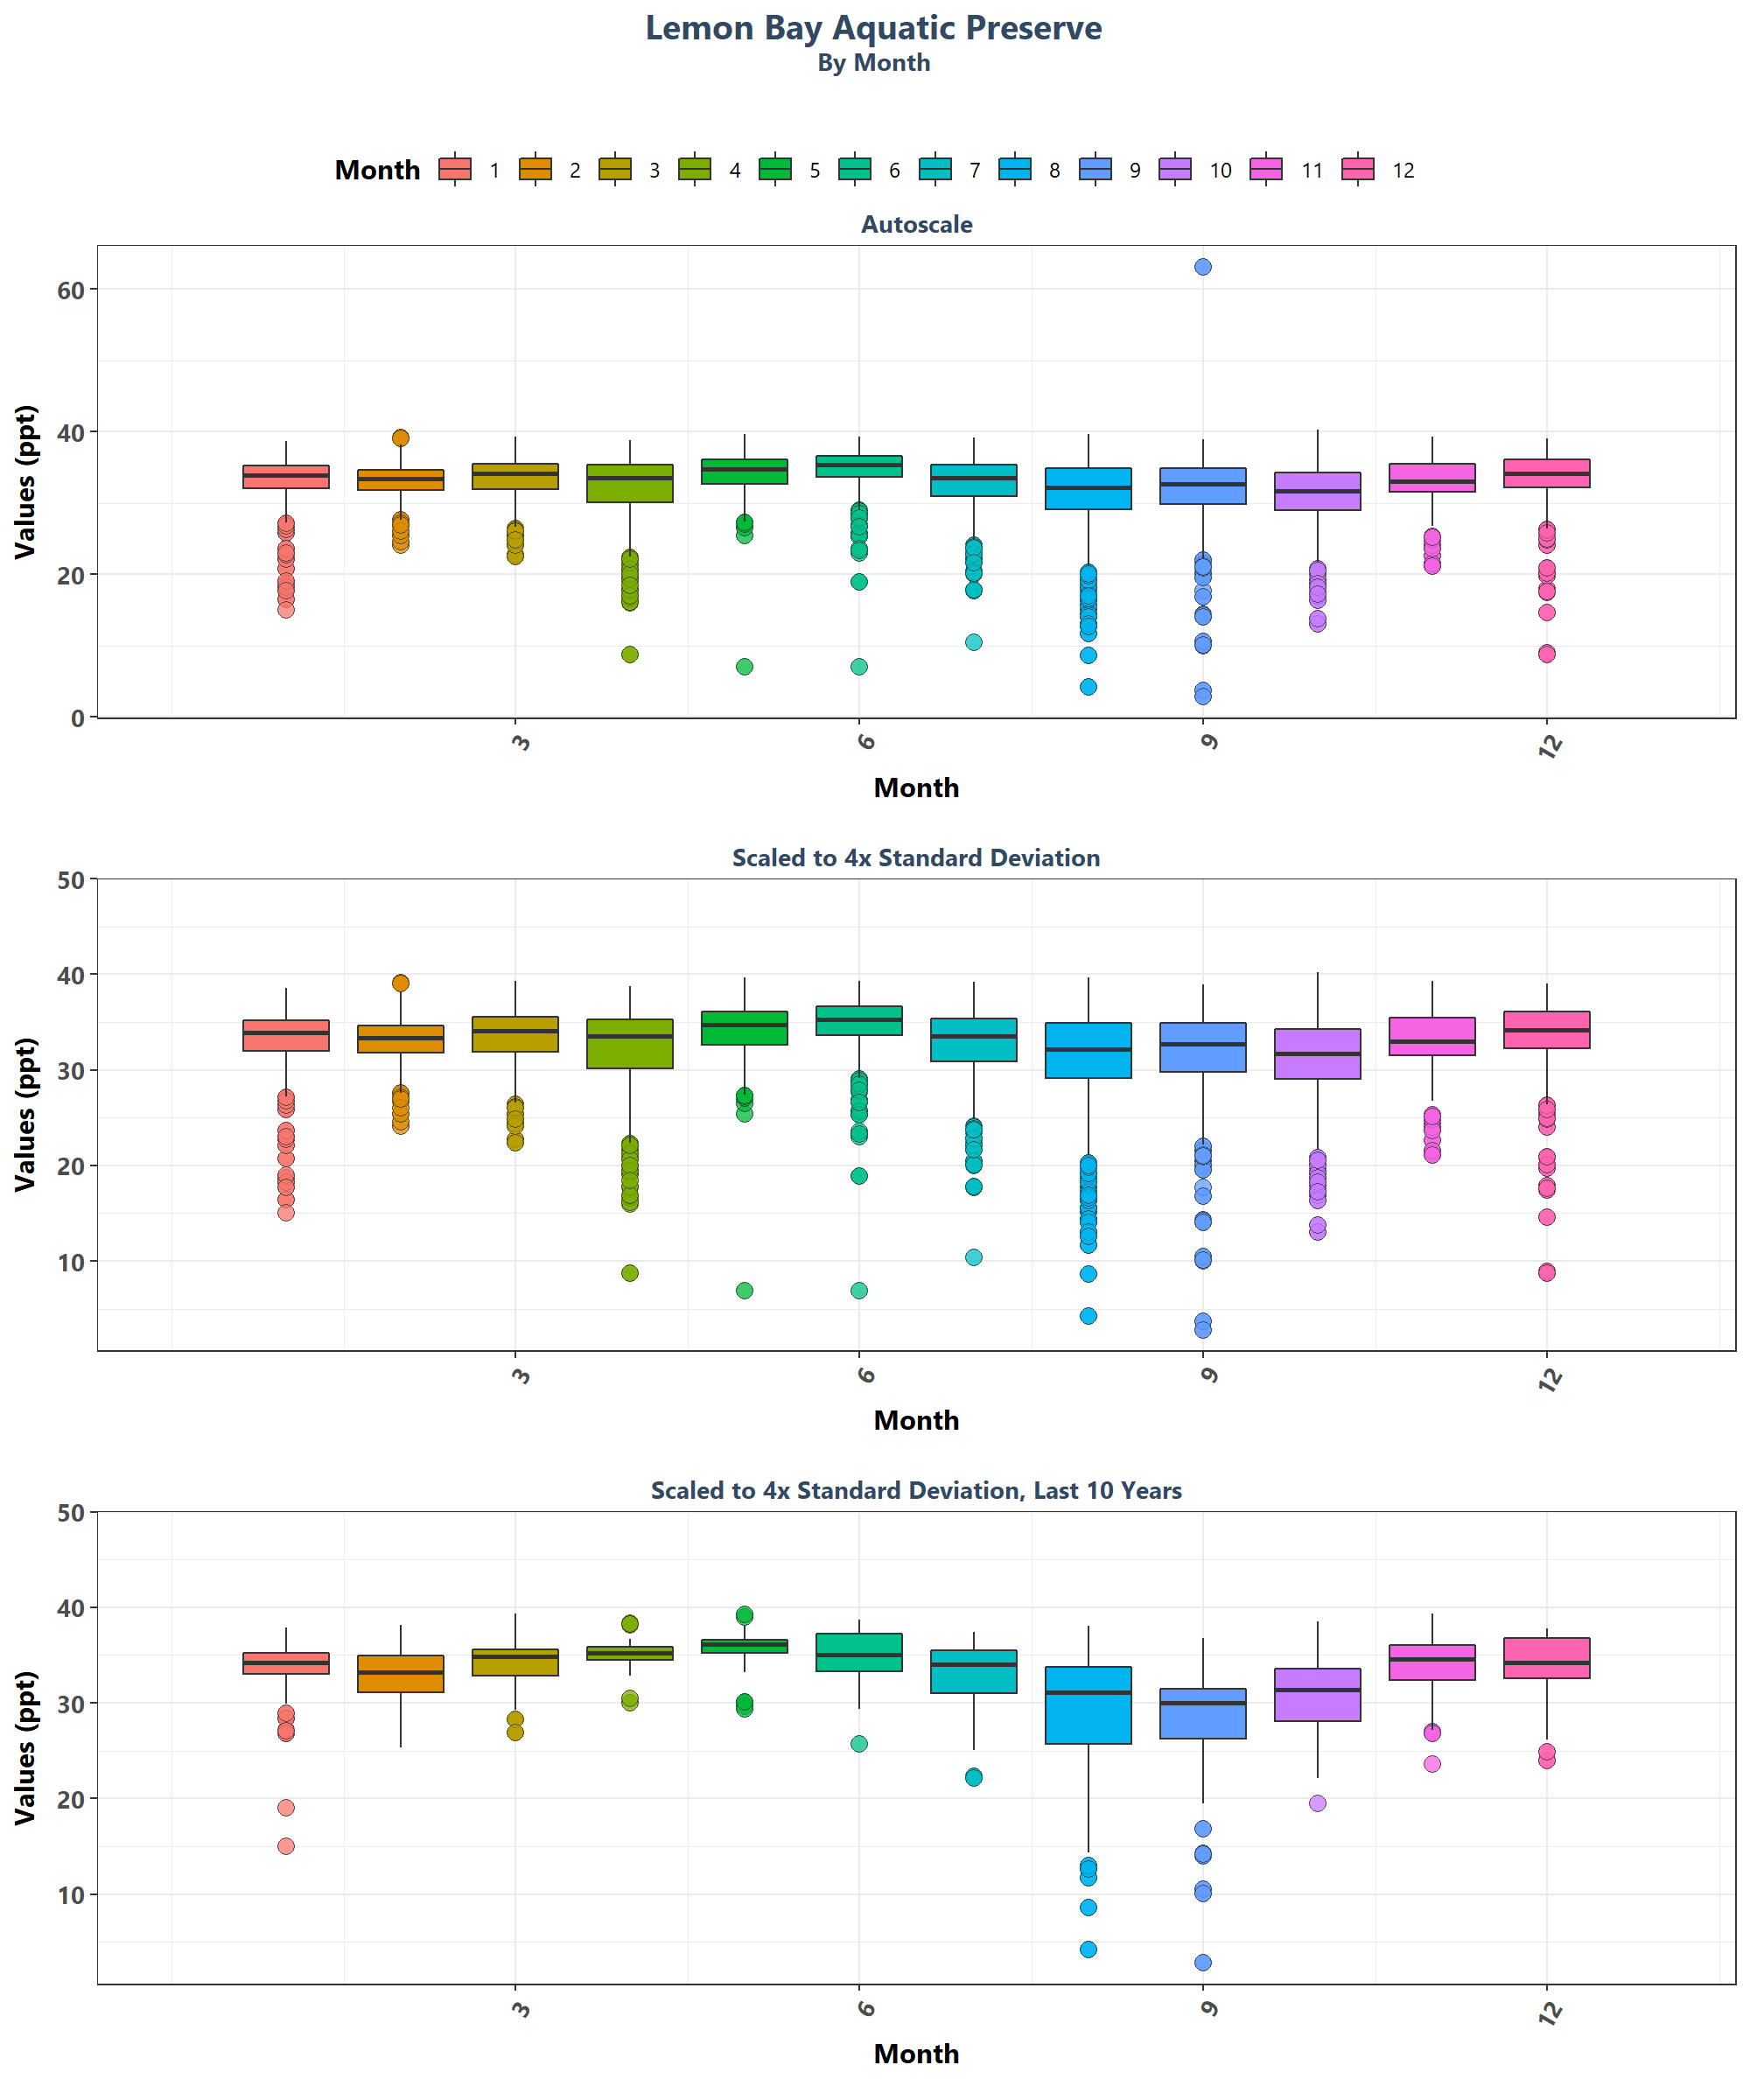 Lemon Bay Aquatic Preserve
By Month
Month 1 2 3 4 5 6 7 8 9 10 11 12
Autoscale
Values (ppt)
60
40
20
0
3 6 9 12
Month
Scaled to 4x Standard Deviation
Values (ppt)
50
40
30
20
10
3 6 9 12
Month
Scaled to 4x Standard Deviation, Last 10 Years
Values (ppt)
50
40
30
20
10
3 6 9 12
Month